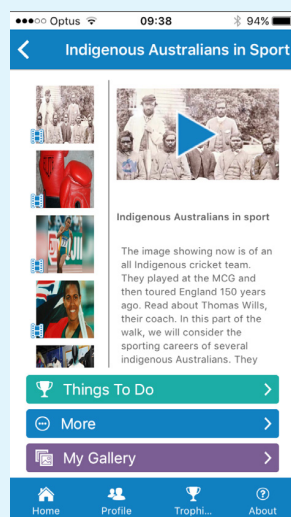 Optus 09:38 94%
Indigenous Australians in Sport
Indigenous Australians in sport
The image showing now is of an
all Indigenous cricket team.
They played at the MCG and
then toured England 150 years
ago. Read about Thomas Wills,
their coach. In this part of the
walk, we will consider the
sporting careers of several
indigenous Australians. They
Things To Do
More
My Gallery
Home Profile Trophi... About